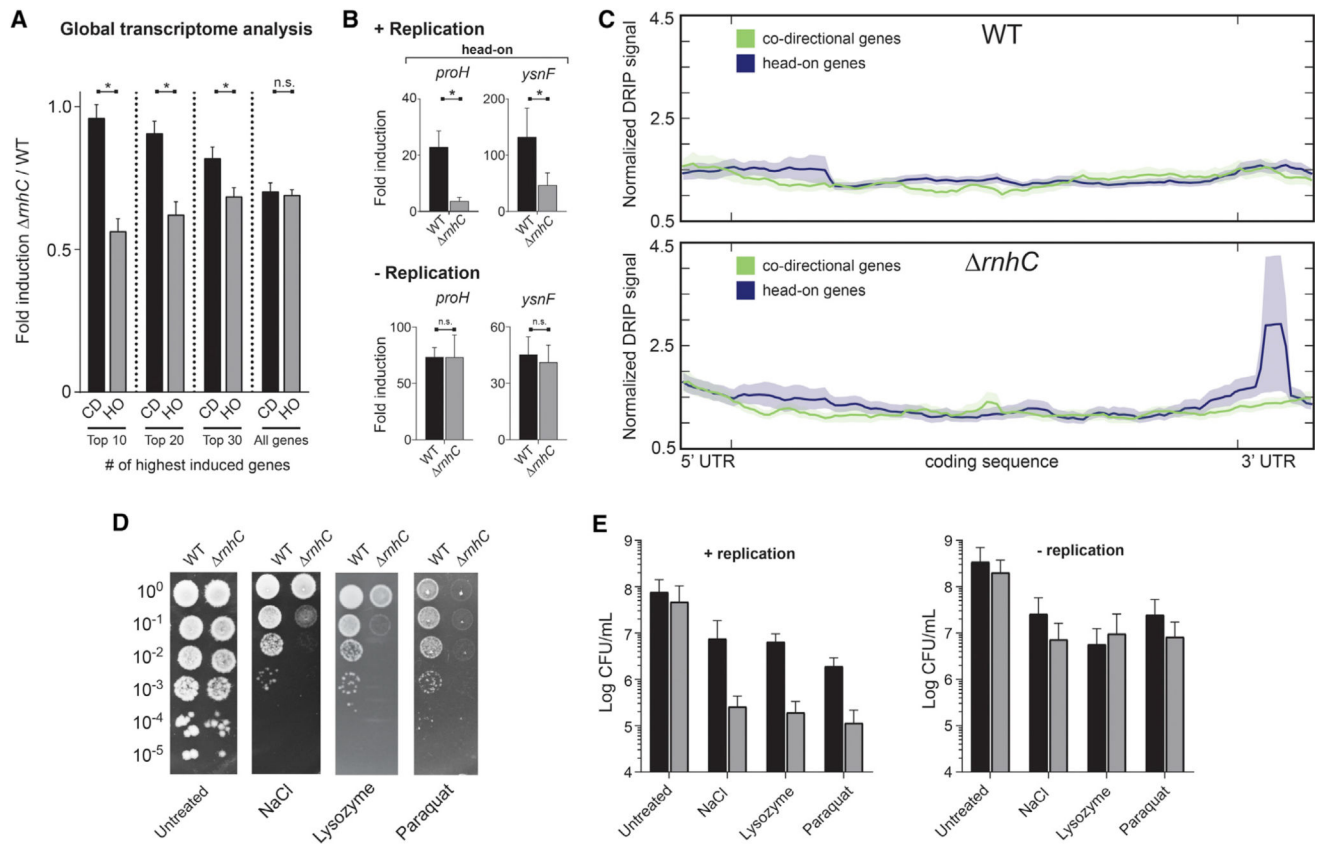 A
Global transcriptome analysis
Fold induction ΔrnhC / WT
1.0
0.5
0
*
*
*
n.s.
CD HO CD HO CD HO CD HO
Top 10 Top 20 Top 30 All genes
# of highest induced genes
B
+ Replication
head-on
proH
ysnF
Fold induction
40
20
0
*
200
100
0
*
WT ΔrnhC WT ΔrnhC
- Replication
proH
ysnF
Fold induction
100
50
0
n.s.
60
30
0
n.s.
WT ΔrnhC WT ΔrnhC
C
Normalized DRIP signal
4.5
2.5
0.5
co-directional genes
head-on genes
WT
Normalized DRIP signal
4.5
2.5
0.5
co-directional genes
head-on genes
ΔrnhC
5' UTR coding sequence 3' UTR
D
WT ΔrnhC WT ΔrnhC WT ΔrnhC WT ΔrnhC
10⁰
10⁻¹
10⁻²
10⁻³
10⁻⁴
10⁻⁵
Untreated NaCl Lysozyme Paraquat
E
+ replication
Log CFU/mL
9
8
7
6
5
4
Untreated NaCl Lysozyme Paraquat
- replication
Log CFU/mL
9
8
7
6
5
4
Untreated NaCl Lysozyme Paraquat